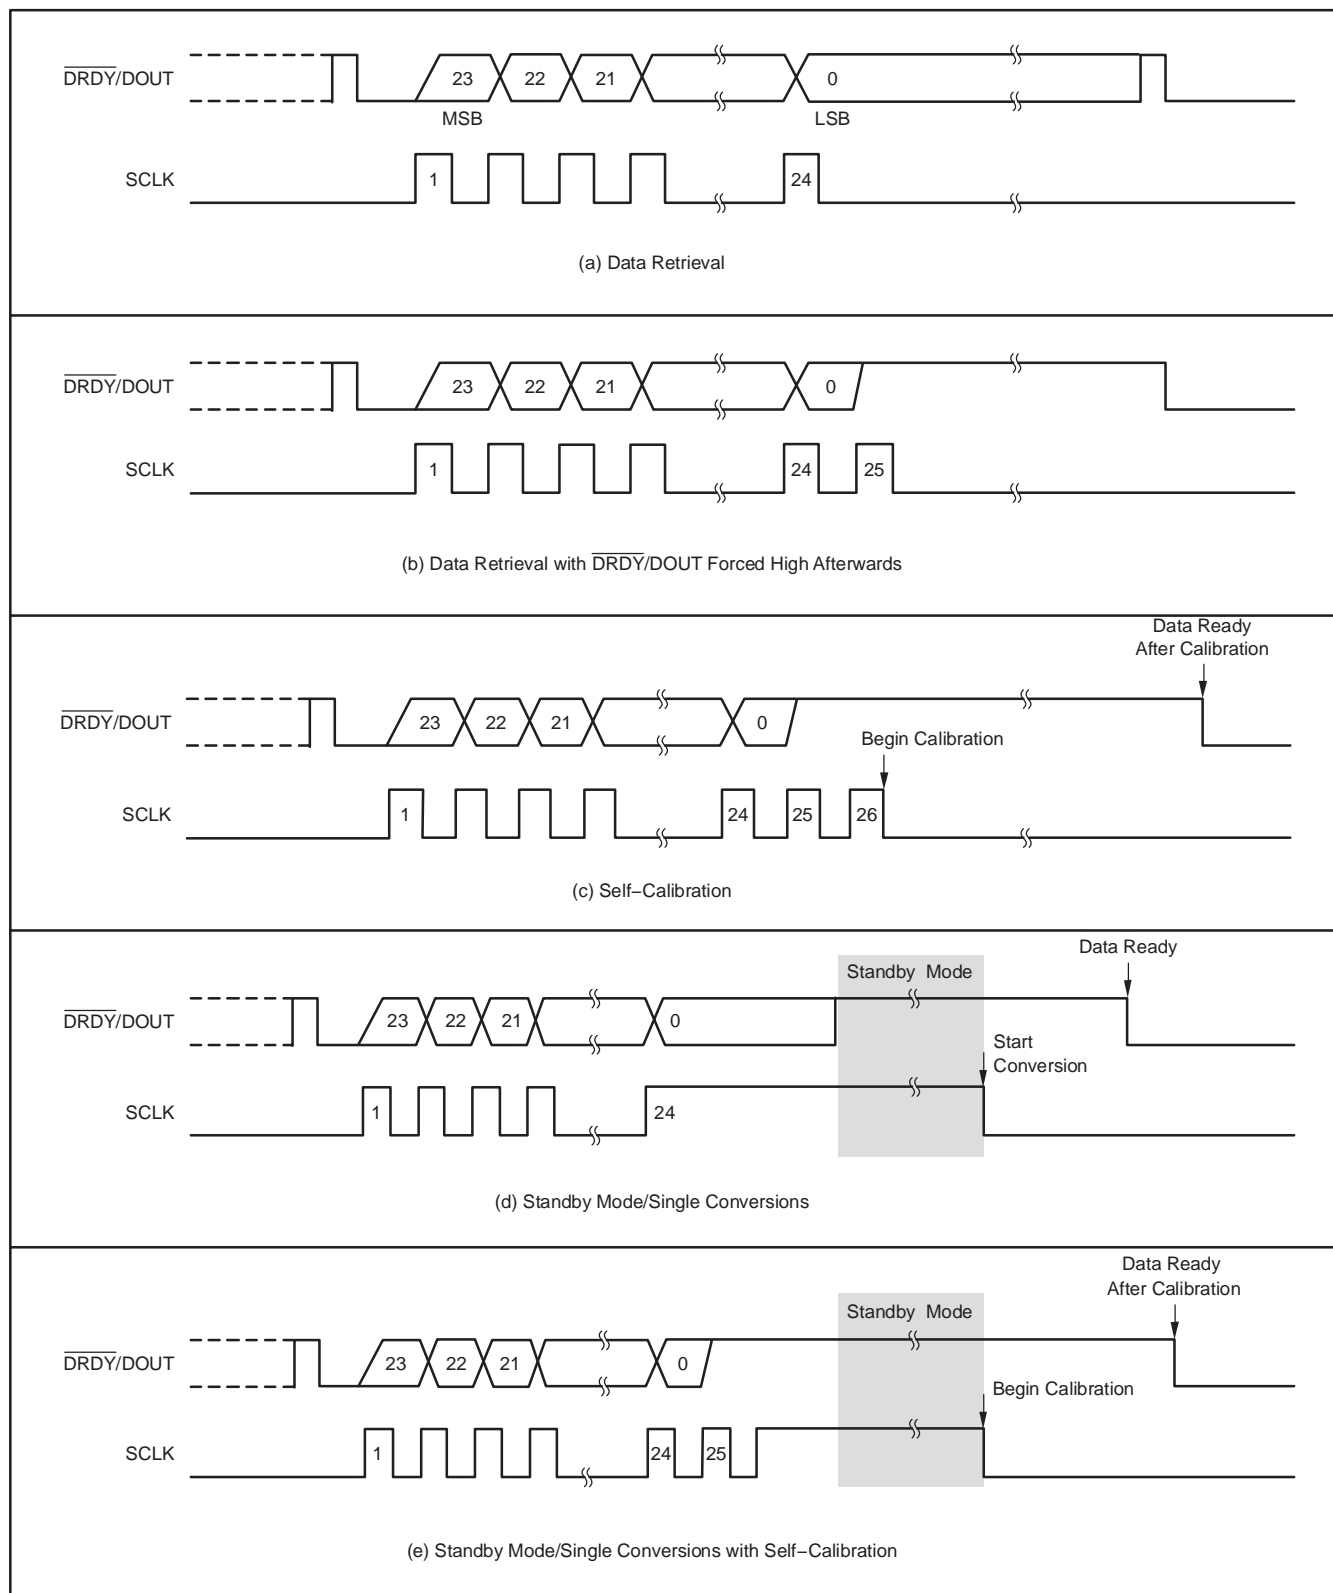 DRDY/DOUT
23 22 21 0
MSB LSB
SCLK
1 24
(a) Data Retrieval
DRDY/DOUT
23 22 21 0
SCLK
1 24 25
(b) Data Retrieval with DRDY/DOUT Forced High Afterwards
Data Ready
After Calibration
DRDY/DOUT
23 22 21 0
Begin Calibration
SCLK
1 24 25 26
(c) Self−Calibration
Data Ready
Standby Mode
DRDY/DOUT
23 22 21 0
Start
Conversion
SCLK
1 24
(d) Standby Mode/Single Conversions
Data Ready
After Calibration
Standby Mode
DRDY/DOUT
23 22 21 0
Begin Calibration
SCLK
1 24 25
(e) Standby Mode/Single Conversions with Self−Calibration